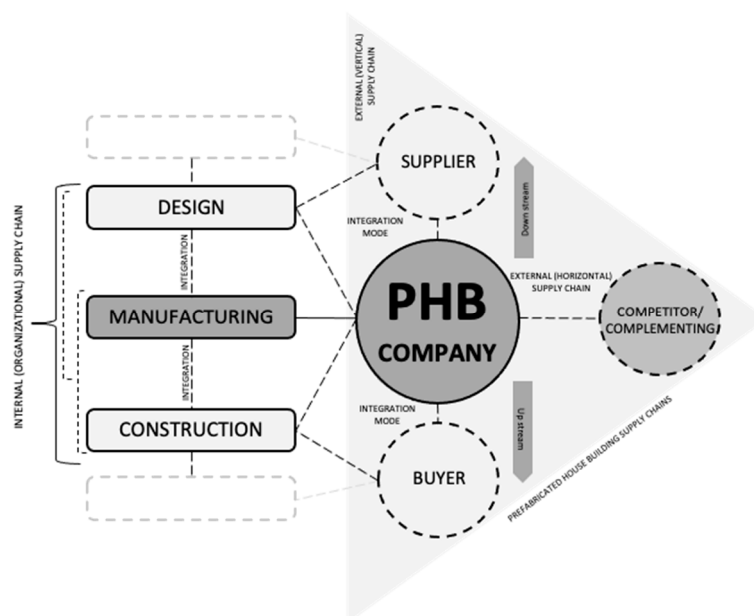 EXTERNAL (VERTICAL)
SUPPLY CHAIN
SUPPLIER
DESIGN
INTEGRATION
MODE
Down stream
INTERNAL (ORGANIZATIONAL) SUPPLY CHAIN
INTEGRATION
EXTERNAL (HORIZONTAL)
SUPPLY CHAIN
MANUFACTURING
PHB
COMPANY
COMPETITOR/
COMPLEMENTING
INTEGRATION
INTEGRATION
MODE
Up stream
CONSTRUCTION
BUYER
PREFABRICATED HOUSE BUILDING SUPPLY CHAINS